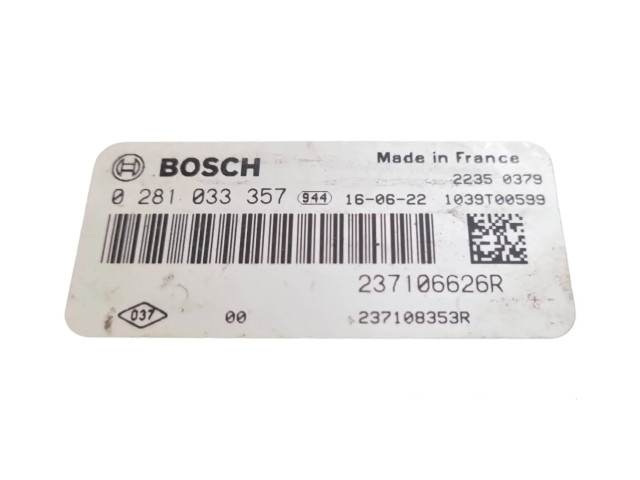 BOSCH Made in France
2235 0379
0 281 033 357 944 16-06-22 1039T00599
237106626R
037 00 237108353R